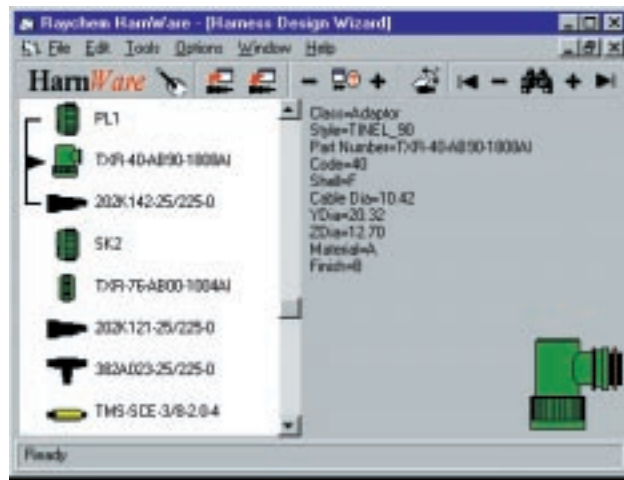 Raychem HarnWare - [Harness Design Wizard]
File Edit Tools Options Window Help
HarnWare
PL1
TXR-40-AB90-1808AI
202K142-25/225-0
SK2
TXR-76-AB00-1004AI
202K121-25/225-0
382A023-25/225-0
TMS-SCE-3/8-2.0-4
Class=Adaptor
Style=TINEL_90
Part Number=TXR-40-AB90-1808AI
Code=40
Shell=F
Cable Dia=10.42
YDia=20.32
ZDia=12.70
Material=A
Finish=B
Ready